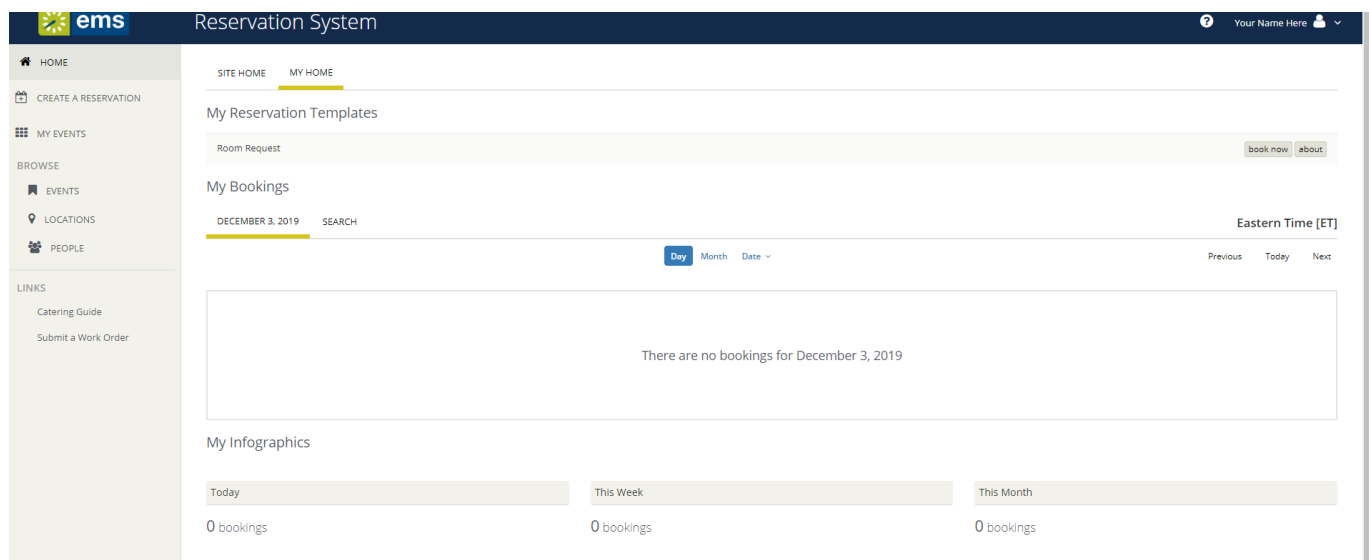 ems
Reservation System
? Your Name Here
HOME
CREATE A RESERVATION
MY EVENTS
BROWSE
EVENTS
LOCATIONS
PEOPLE
LINKS
Catering Guide
Submit a Work Order
SITE HOME MY HOME
My Reservation Templates
Room Request book now about
My Bookings
DECEMBER 3, 2019 SEARCH Eastern Time [ET]
Day Month Date Previous Today Next
There are no bookings for December 3, 2019
My Infographics
Today This Week This Month
0 bookings 0 bookings 0 bookings